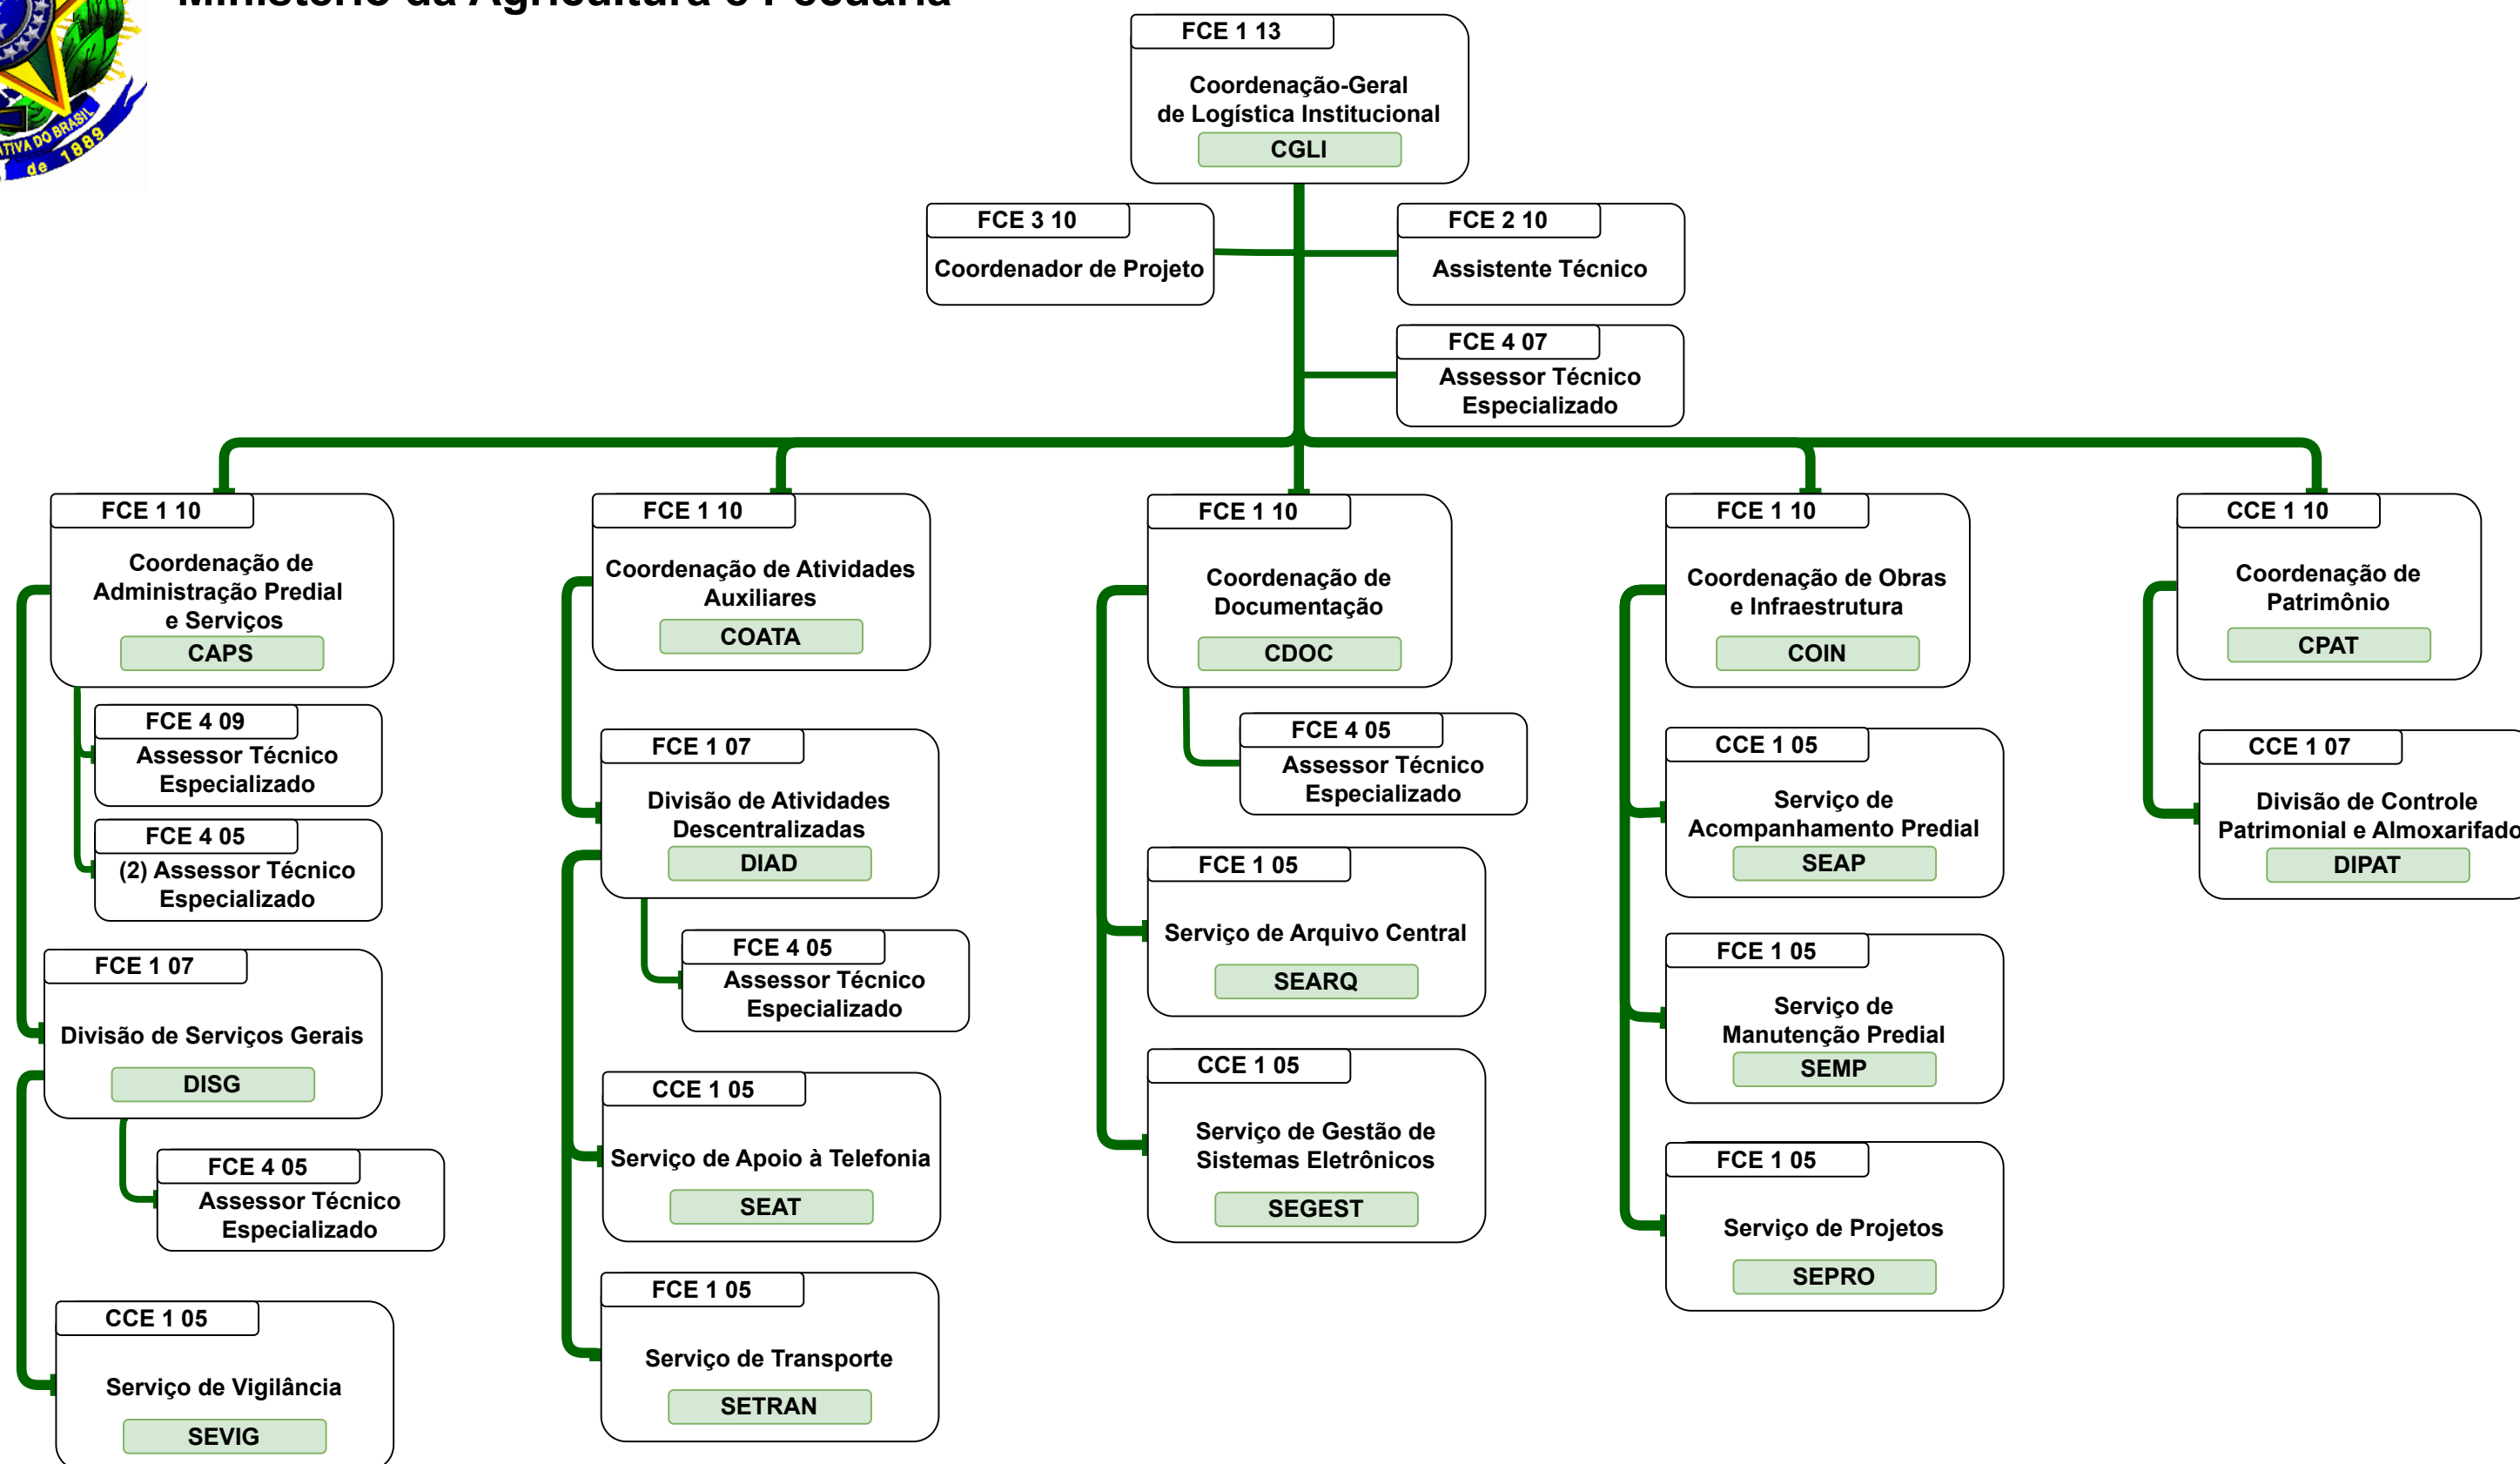 Ministério da Agricultura e Pecuária
ATIVA DO BRASIL
de 1889
FCE 1 13
Coordenação-Geral
de Logística Institucional
CGLI
FCE 3 10
Coordenador de Projeto
FCE 2 10
Assistente Técnico
FCE 4 07
Assessor Técnico
Especializado
FCE 1 10
Coordenação de
Administração Predial
e Serviços
CAPS
FCE 4 09
Assessor Técnico
Especializado
FCE 4 05
(2) Assessor Técnico
Especializado
FCE 1 07
Divisão de Serviços Gerais
DISG
FCE 4 05
Assessor Técnico
Especializado
CCE 1 05
Serviço de Vigilância
SEVIG
FCE 1 10
Coordenação de Atividades
Auxiliares
COATA
FCE 1 07
Divisão de Atividades
Descentralizadas
DIAD
FCE 4 05
Assessor Técnico
Especializado
CCE 1 05
Serviço de Apoio à Telefonia
SEAT
FCE 1 05
Serviço de Transporte
SETRAN
FCE 1 10
Coordenação de
Documentação
CDOC
FCE 4 05
Assessor Técnico
Especializado
FCE 1 05
Serviço de Arquivo Central
SEARQ
CCE 1 05
Serviço de Gestão de
Sistemas Eletrônicos
SEGEST
FCE 1 10
Coordenação de Obras
e Infraestrutura
COIN
CCE 1 05
Serviço de
Acompanhamento Predial
SEAP
FCE 1 05
Serviço de
Manutenção Predial
SEMP
FCE 1 05
Serviço de Projetos
SEPRO
CCE 1 10
Coordenação de
Patrimônio
CPAT
CCE 1 07
Divisão de Controle
Patrimonial e Almoxarifado
DIPAT